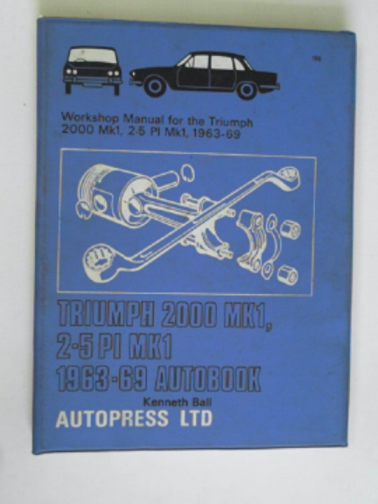 Workshop Manual for the Triumph
2000 Mk1, 2·5 PI Mk1, 1963-69
TRIUMPH 2000 MK1,
2·5 PI MK1
1963-69 AUTOBOOK
Kenneth Ball
AUTOPRESS LTD